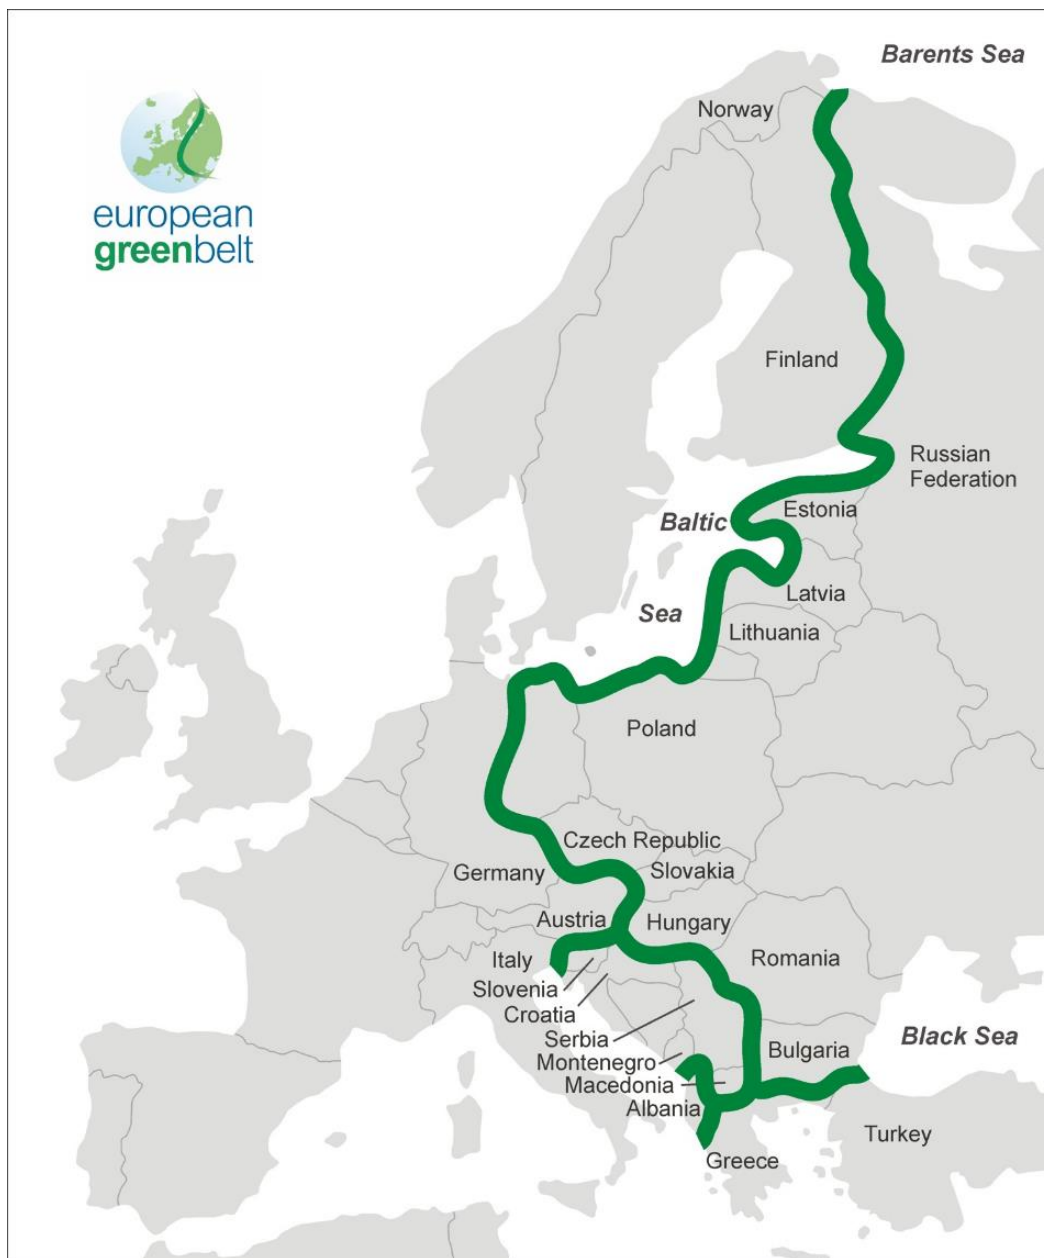 Barents Sea
Norway
european
greenbelt
Finland
Russian
Federation
Estonia
Baltic
Latvia
Sea
Lithuania
Poland
Czech Republic
Germany
Slovakia
Austria
Hungary
Italy
Romania
Slovenia
Croatia
Serbia
Black Sea
Montenegro
Bulgaria
Macedonia
Albania
Turkey
Greece